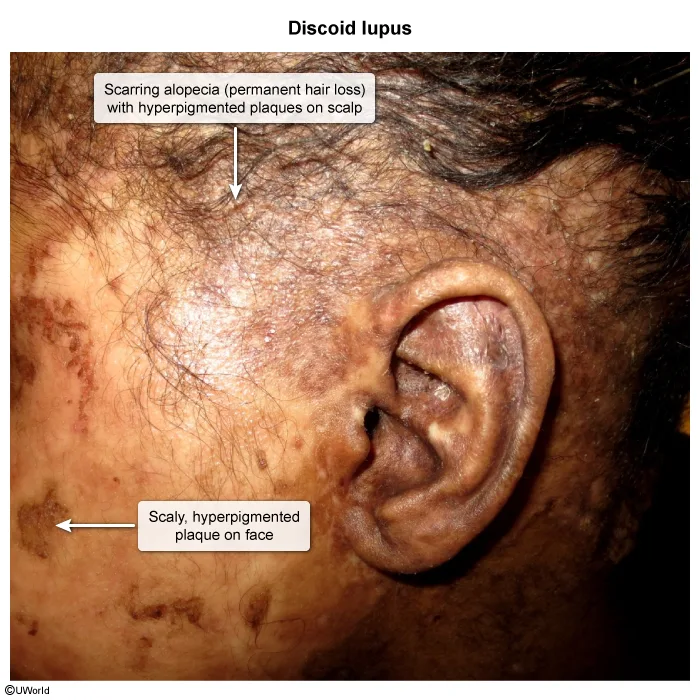 Discoid lupus
Scarring alopecia (permanent hair loss)
with hyperpigmented plaques on scalp
Scaly, hyperpigmented
plaque on face
©UWorld